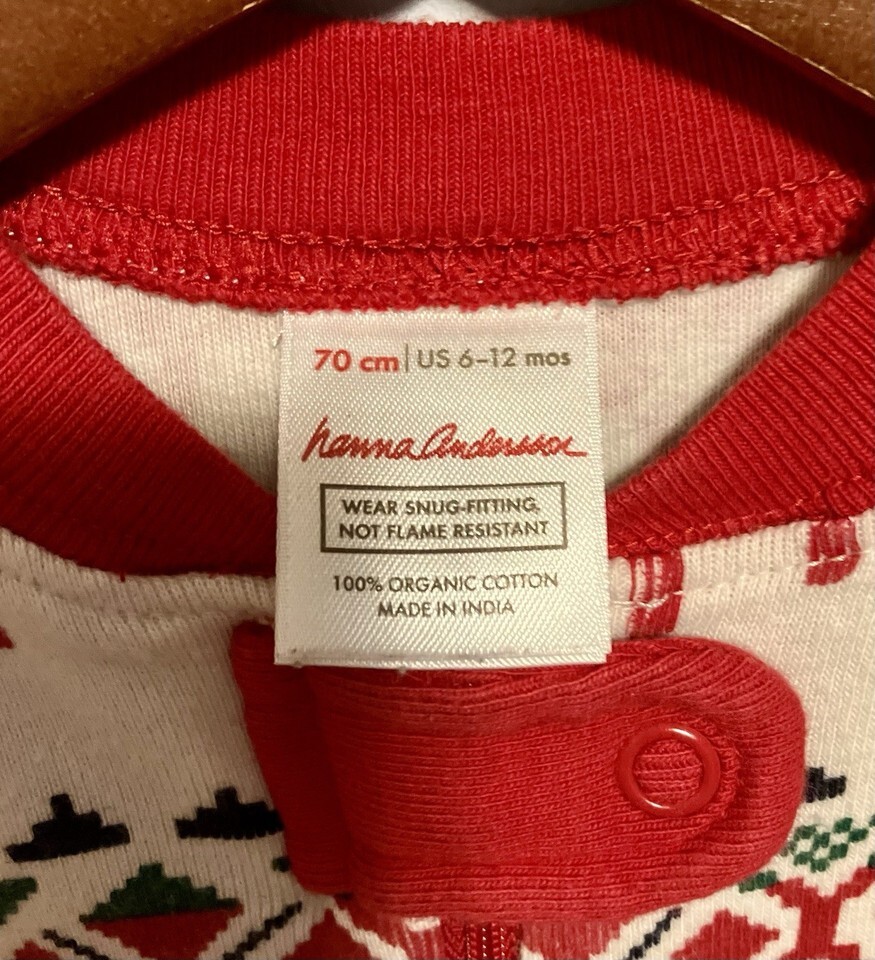 70 cm | US 6-12 mos
hanna Andersson
WEAR SNUG-FITTING,
NOT FLAME RESISTANT
100% ORGANIC COTTON
MADE IN INDIA